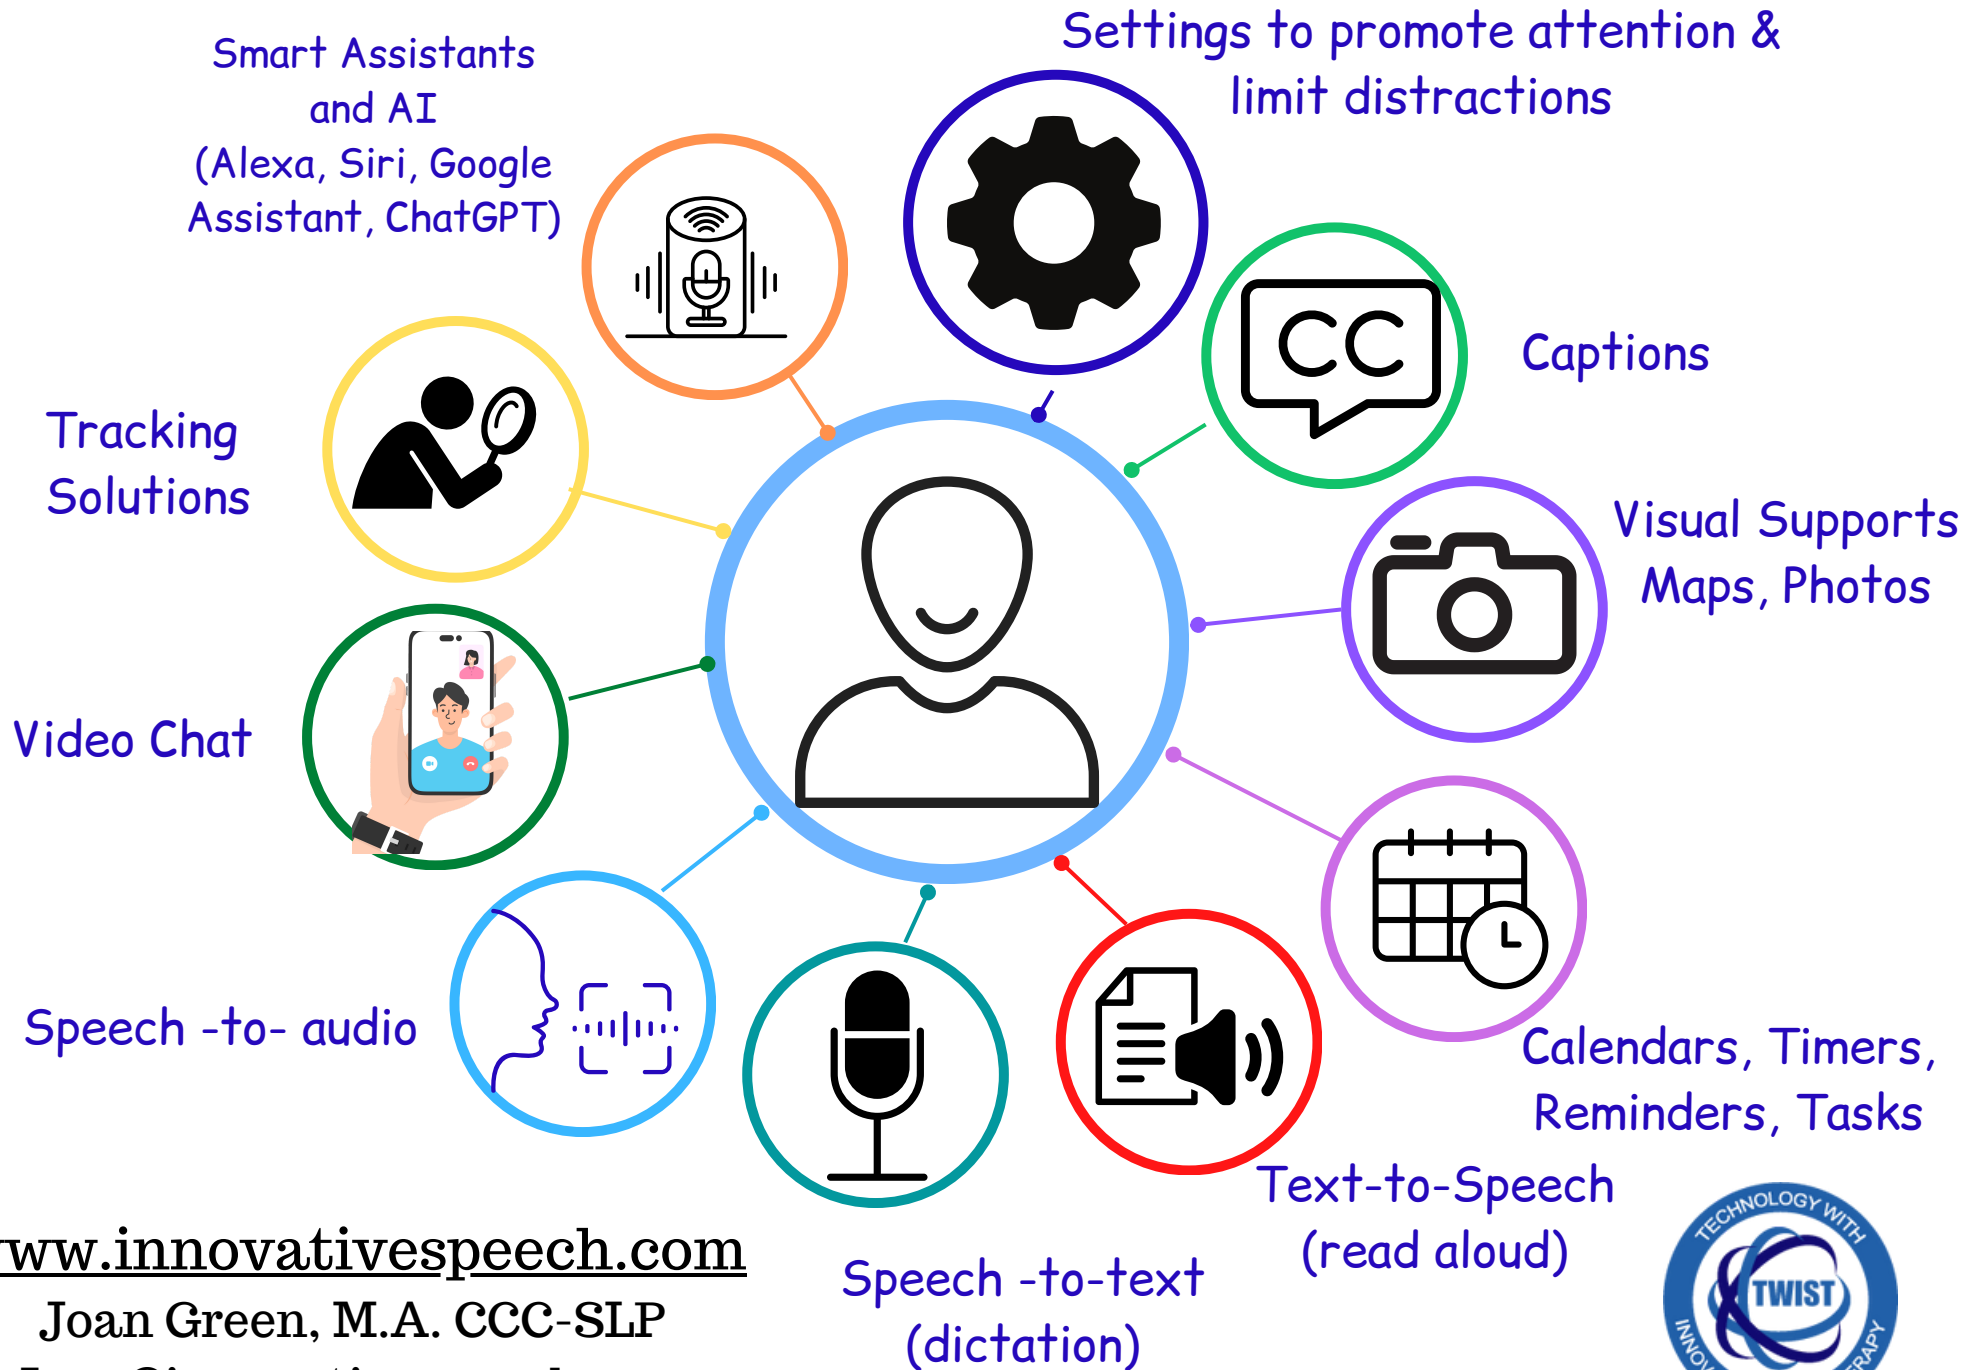 Settings to promote attention &
limit distractions
Smart Assistants
and AI
(Alexa, Siri, Google
Assistant, ChatGPT)
CC
Captions
Tracking
Solutions
Visual Supports
Maps, Photos
Video Chat
Speech -to- audio
Calendars, Timers,
Reminders, Tasks
Text-to-Speech
(read aloud)
Speech -to-text
(dictation)
www.innovativespeech.com
Joan Green, M.A. CCC-SLP
TECHNOLOGY WITH
TWIST